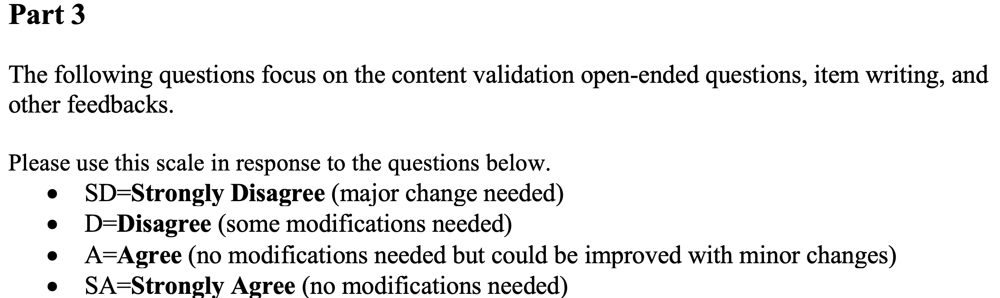 Part 3
The following questions focus on the content validation open-ended questions, item writing, and
other feedbacks.
Please use this scale in response to the questions below.
• SD=Strongly Disagree (major change needed)
• D=Disagree (some modifications needed)
• A=Agree (no modifications needed but could be improved with minor changes)
• SA=Strongly Agree (no modifications needed)